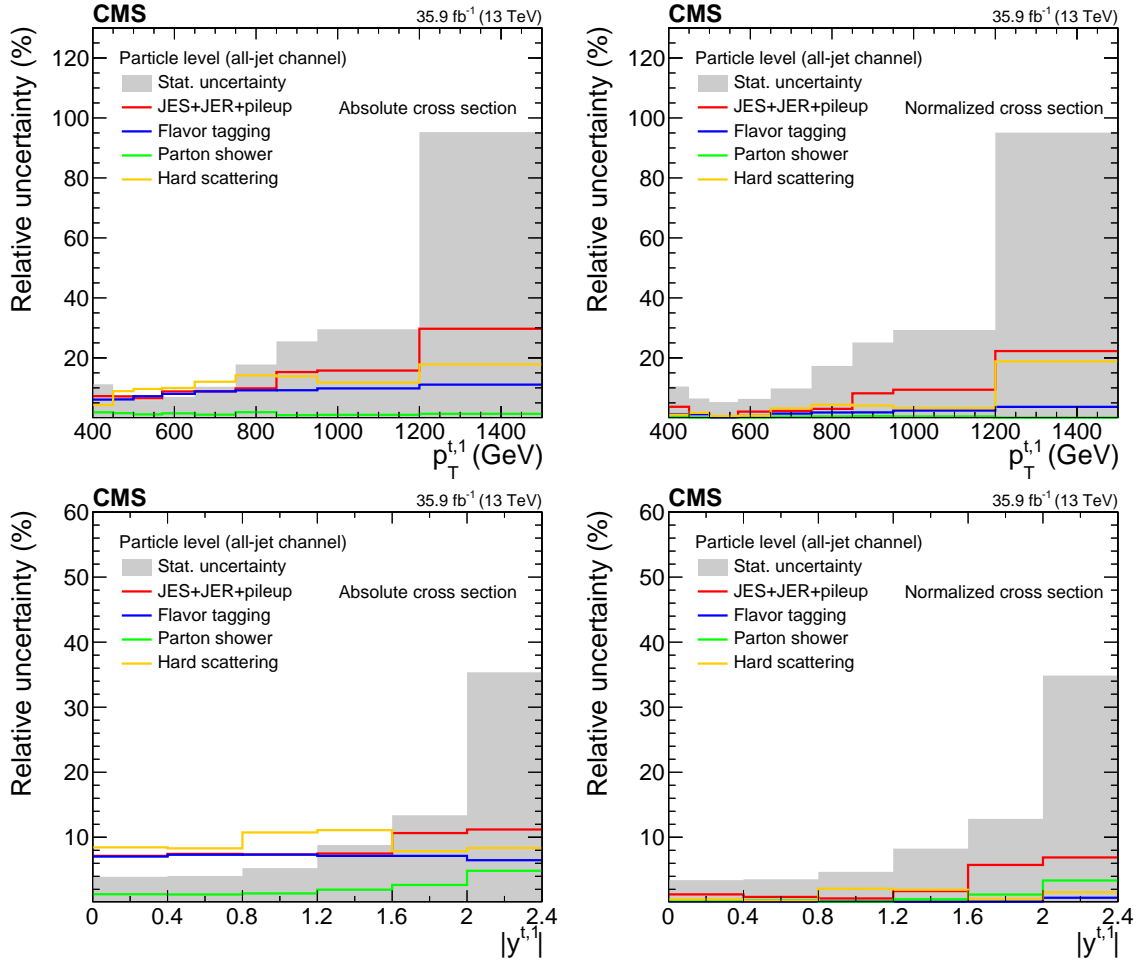 CMS 35.9 fb⁻¹ (13 TeV)
Relative uncertainty (%)
120
100
80
60
40
20
Particle level (all-jet channel)
Stat. uncertainty
JES+JER+pileup
Flavor tagging
Parton shower
Hard scattering
Absolute cross section
400 600 800 1000 1200 1400
p_T^{t,1} (GeV)
CMS 35.9 fb⁻¹ (13 TeV)
Relative uncertainty (%)
120
100
80
60
40
20
Particle level (all-jet channel)
Stat. uncertainty
JES+JER+pileup
Flavor tagging
Parton shower
Hard scattering
Normalized cross section
400 600 800 1000 1200 1400
p_T^{t,1} (GeV)
CMS 35.9 fb⁻¹ (13 TeV)
Relative uncertainty (%)
60
50
40
30
20
10
Particle level (all-jet channel)
Stat. uncertainty
JES+JER+pileup
Flavor tagging
Parton shower
Hard scattering
Absolute cross section
0 0.4 0.8 1.2 1.6 2 2.4
|y^{t,1}|
CMS 35.9 fb⁻¹ (13 TeV)
Relative uncertainty (%)
60
50
40
30
20
10
Particle level (all-jet channel)
Stat. uncertainty
JES+JER+pileup
Flavor tagging
Parton shower
Hard scattering
Normalized cross section
0 0.4 0.8 1.2 1.6 2 2.4
|y^{t,1}|